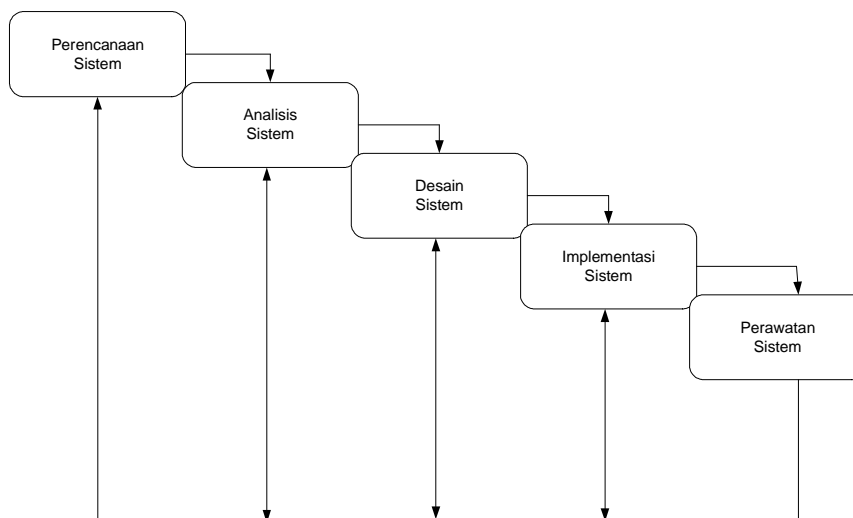 Perencanaan
Sistem
Analisis
Sistem
Desain
Sistem
Implementasi
Sistem
Perawatan
Sistem